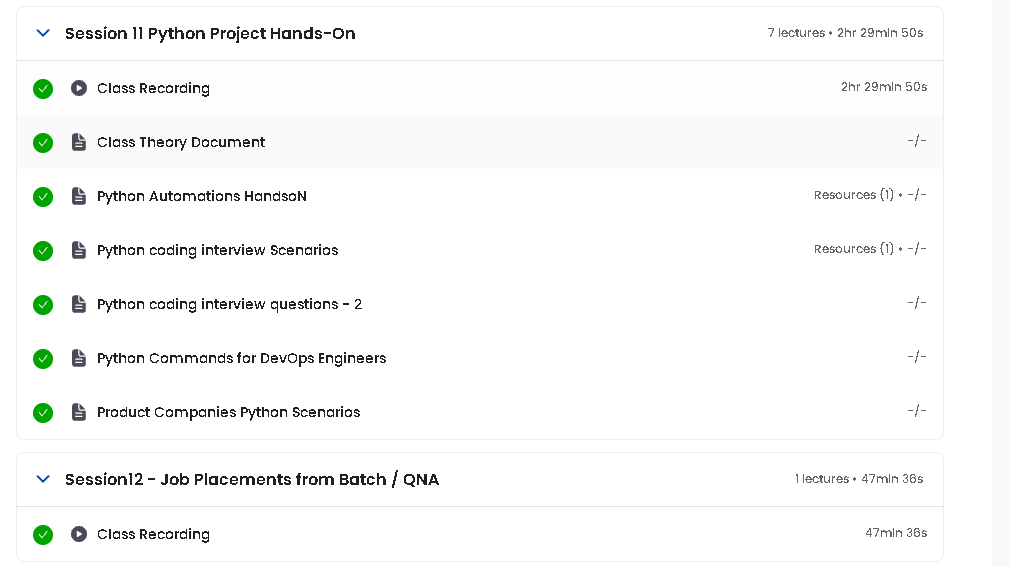 Session 11 Python Project Hands-On 7 lectures • 2hr 29min 50s
Class Recording 2hr 29min 50s
Class Theory Document -/-
Python Automations HandsoN Resources (1) • -/-
Python coding interview Scenarios Resources (1) • -/-
Python coding interview questions - 2 -/-
Python Commands for DevOps Engineers -/-
Product Companies Python Scenarios -/-
Session12 - Job Placements from Batch / QNA 1 lectures • 47min 36s
Class Recording 47min 36s